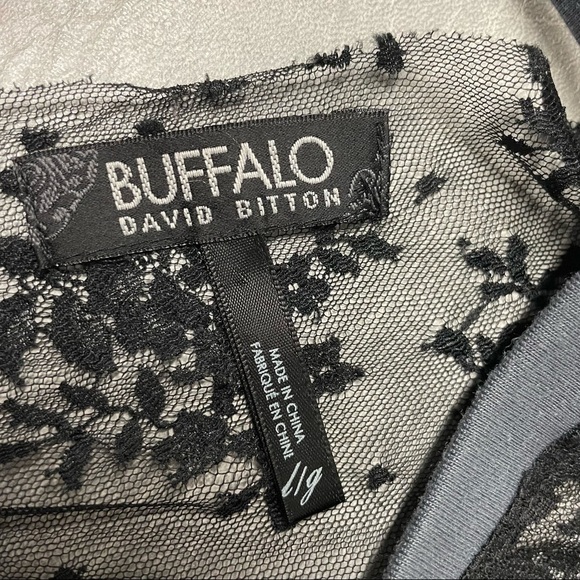 BUFFALO
DAVID BITTON
MADE IN CHINA
FABRIQUÉ EN CHINE
L/g